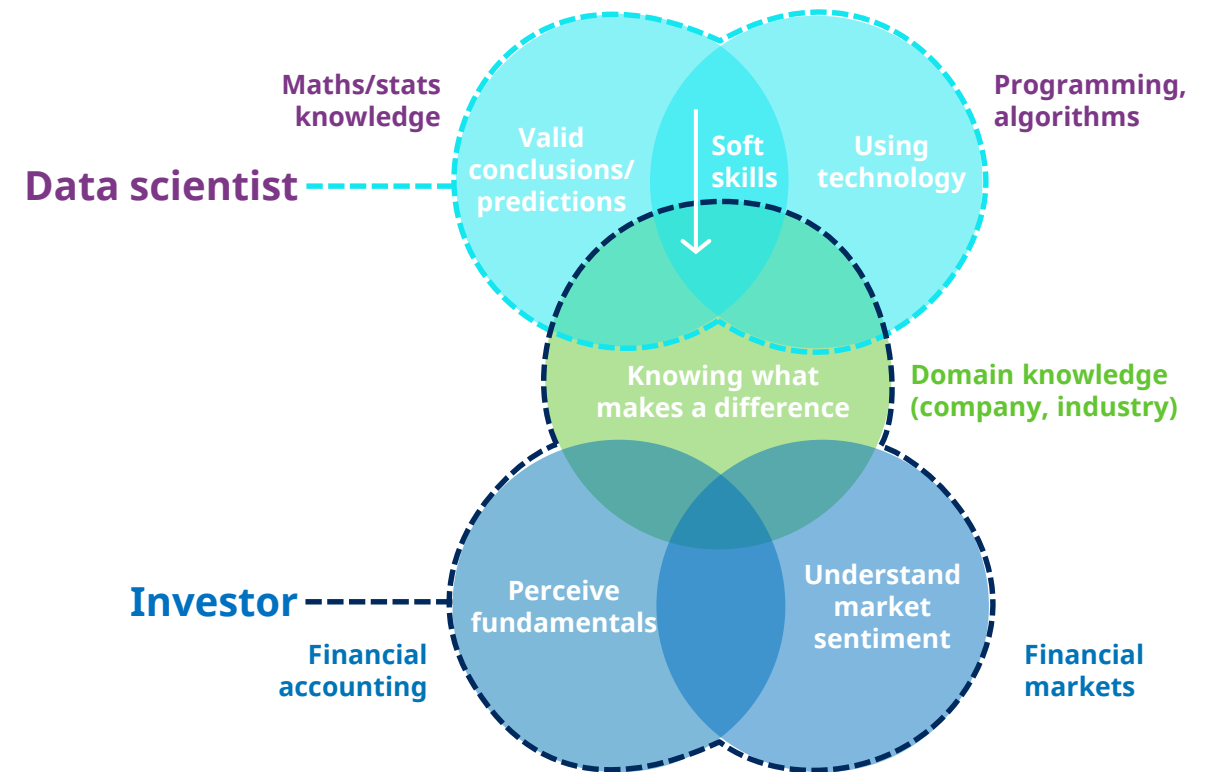 Maths/stats
knowledge
Programming,
algorithms
Valid
conclusions/
predictions
Soft
skills
Using
technology
Data scientist
Knowing what
makes a difference
Domain knowledge
(company, industry)
Perceive
fundamentals
Understand
market
sentiment
Investor
Financial
accounting
Financial
markets